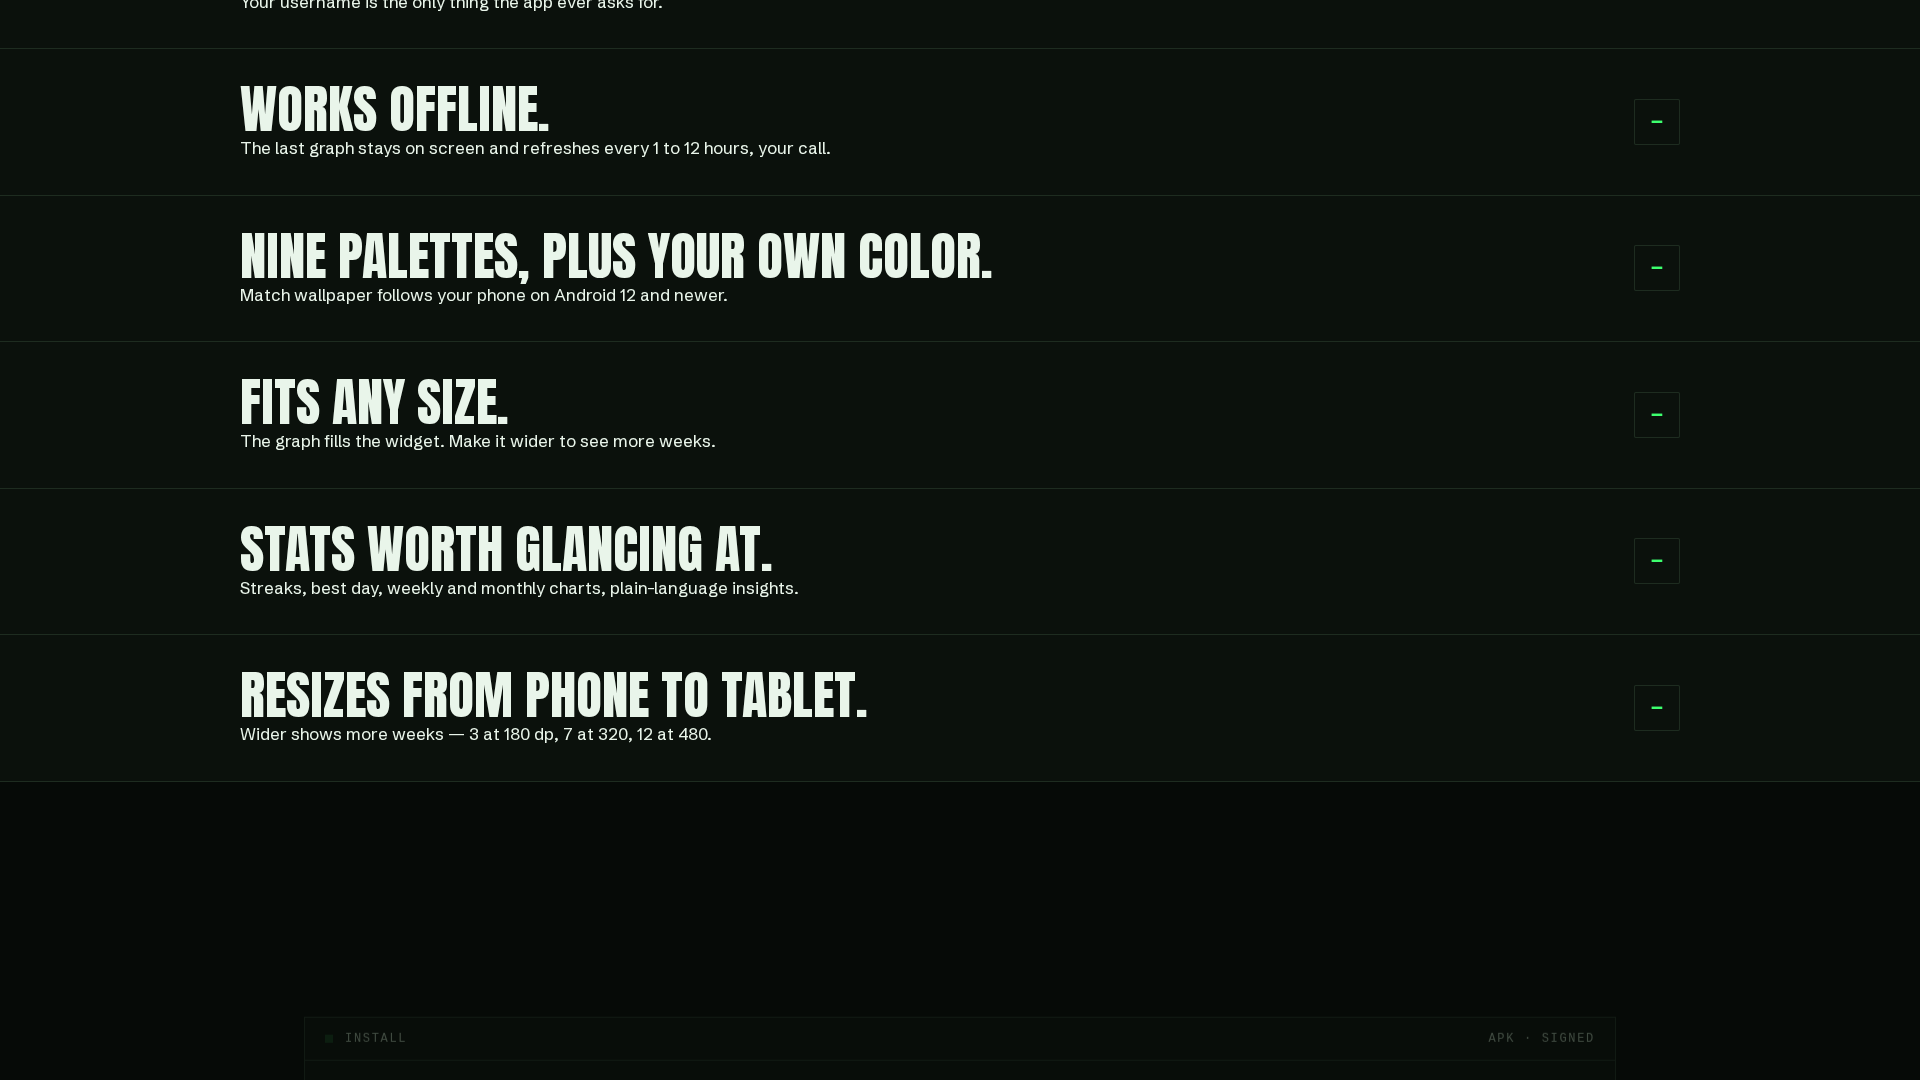 Your username is the only thing the app ever asks for.
WORKS OFFLINE.
The last graph stays on screen and refreshes every 1 to 12 hours, your call.
–
NINE PALETTES, PLUS YOUR OWN COLOR.
Match wallpaper follows your phone on Android 12 and newer.
–
FITS ANY SIZE.
The graph fills the widget. Make it wider to see more weeks.
–
STATS WORTH GLANCING AT.
Streaks, best day, weekly and monthly charts, plain-language insights.
–
RESIZES FROM PHONE TO TABLET.
Wider shows more weeks — 3 at 180 dp, 7 at 320, 12 at 480.
–
INSTALL
APK · SIGNED